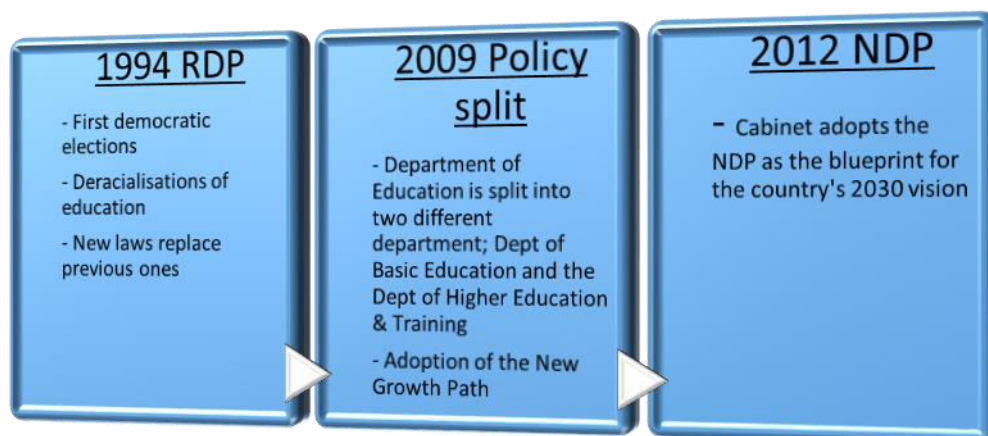 1994 RDP
- First democratic
elections
- Deracialisations of
education
- New laws replace
previous ones
2009 Policy
split
- Department of
Education is split into
two different
department; Dept of
Basic Education and the
Dept of Higher Education
& Training
- Adoption of the New
Growth Path
2012 NDP
- Cabinet adopts the
NDP as the blueprint for
the country's 2030 vision